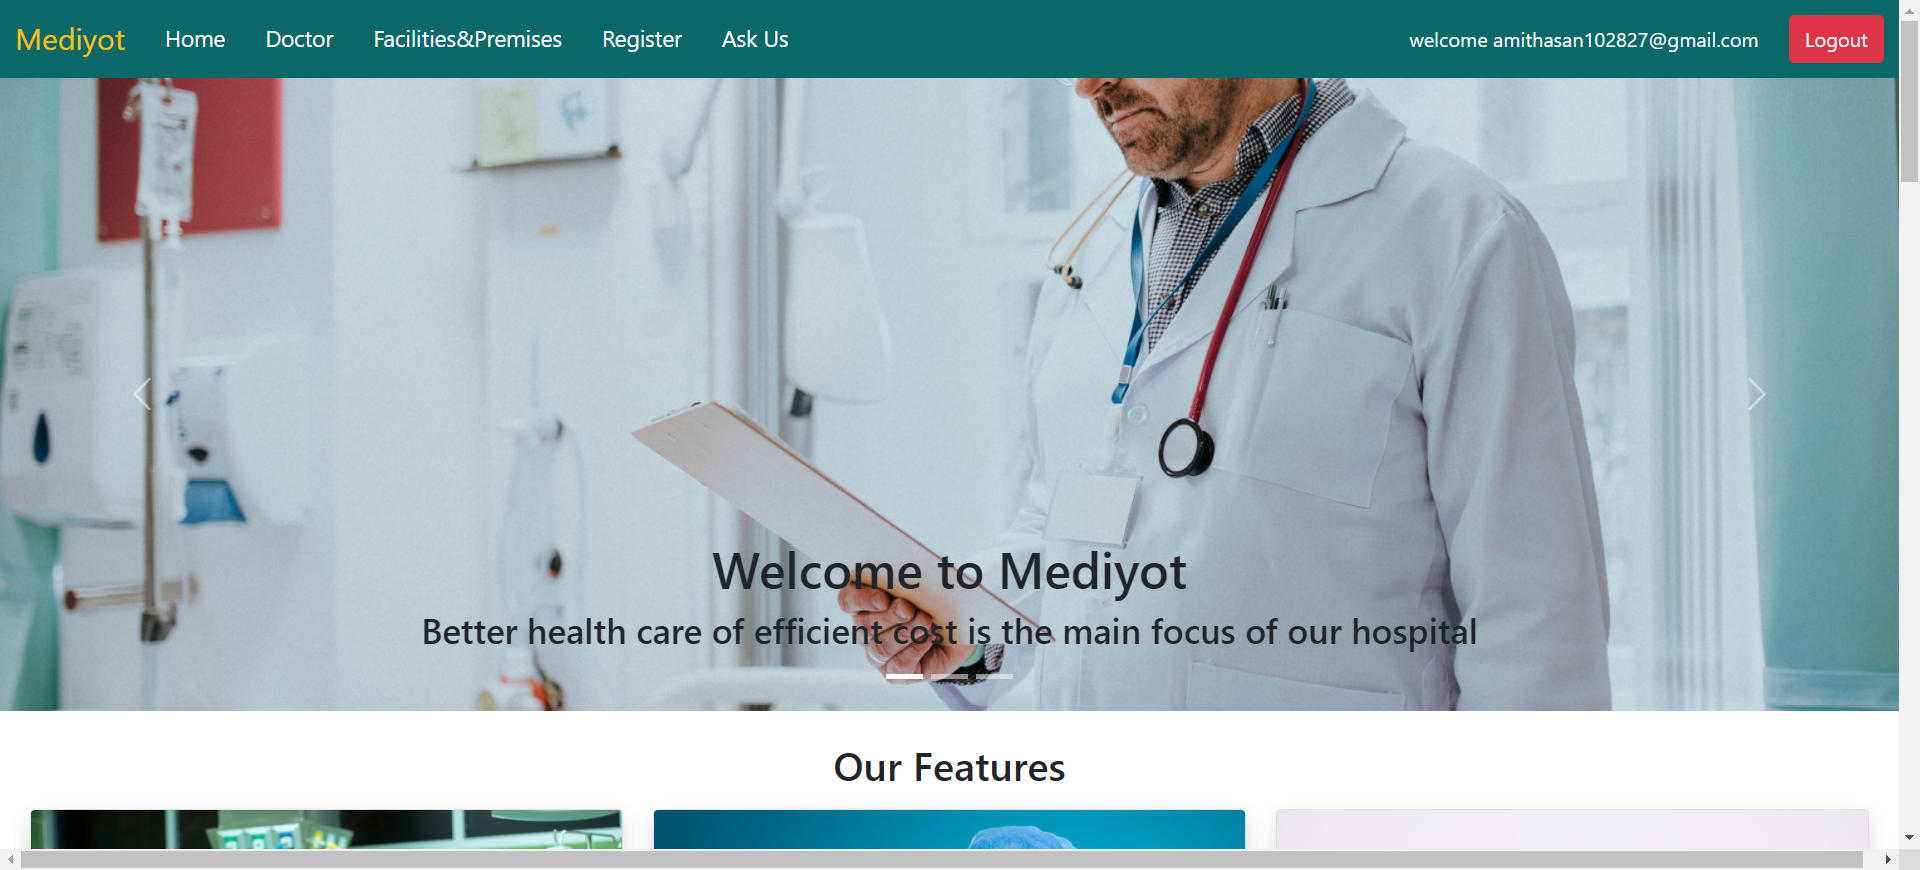 Mediyot Home Doctor Facilities&Premises Register Ask Us welcome amithasan102827@gmail.com Logout
Welcome to Mediyot
Better health care of efficient cost is the main focus of our hospital
Our Features